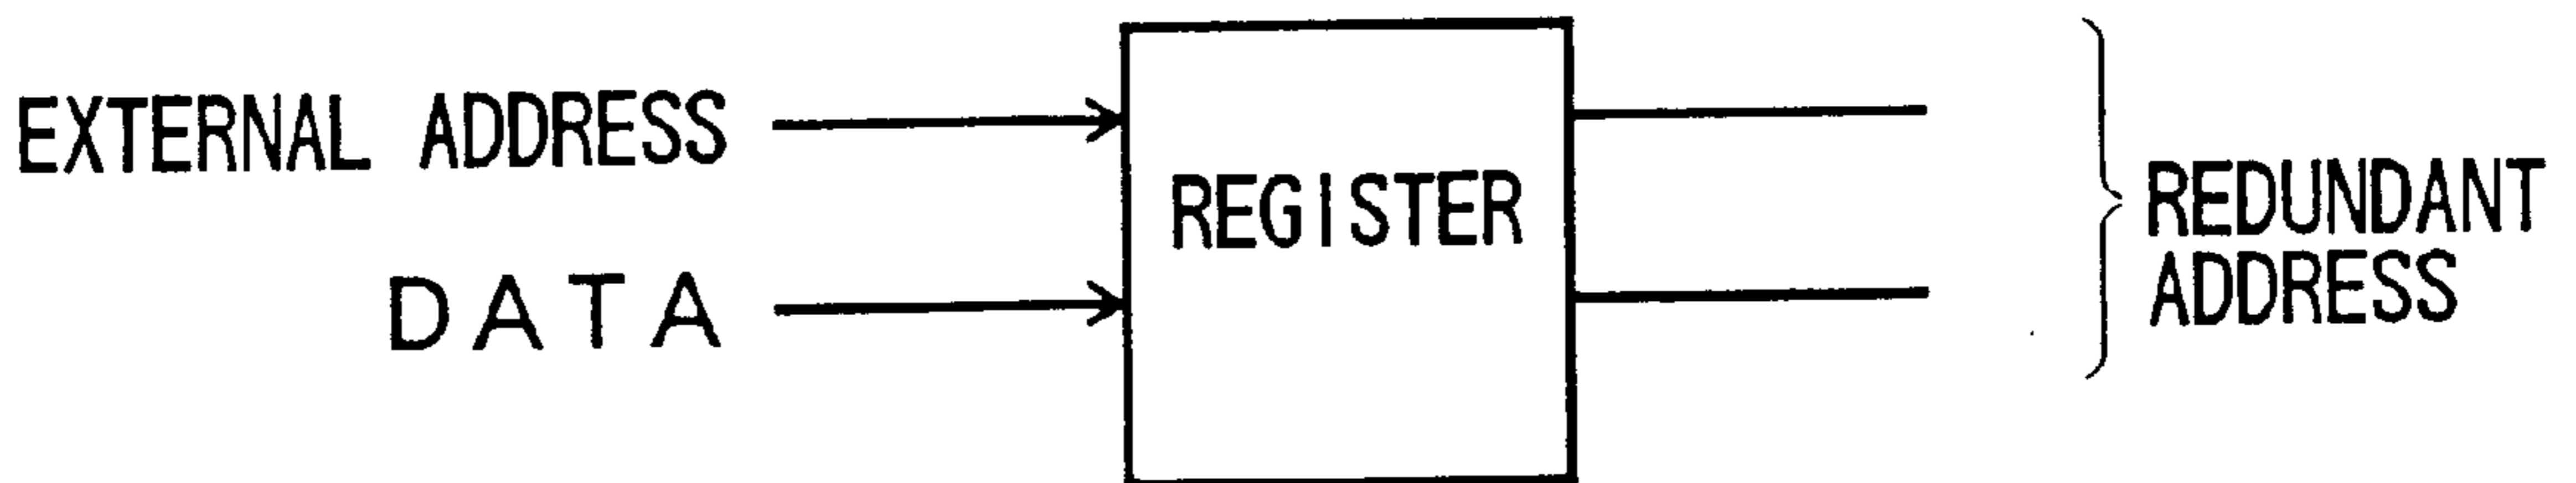 EXTERNAL ADDRESS
DATA
REGISTER
REDUNDANT
ADDRESS